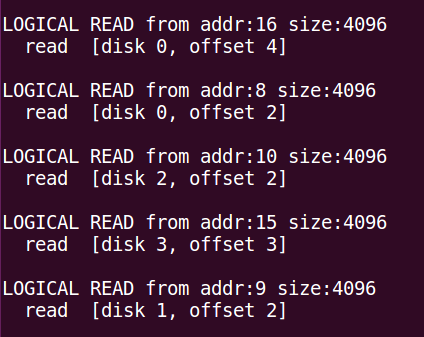 LOGICAL READ from addr:16 size:4096
  read  [disk 0, offset 4]

LOGICAL READ from addr:8 size:4096
  read  [disk 0, offset 2]

LOGICAL READ from addr:10 size:4096
  read  [disk 2, offset 2]

LOGICAL READ from addr:15 size:4096
  read  [disk 3, offset 3]

LOGICAL READ from addr:9 size:4096
  read  [disk 1, offset 2]